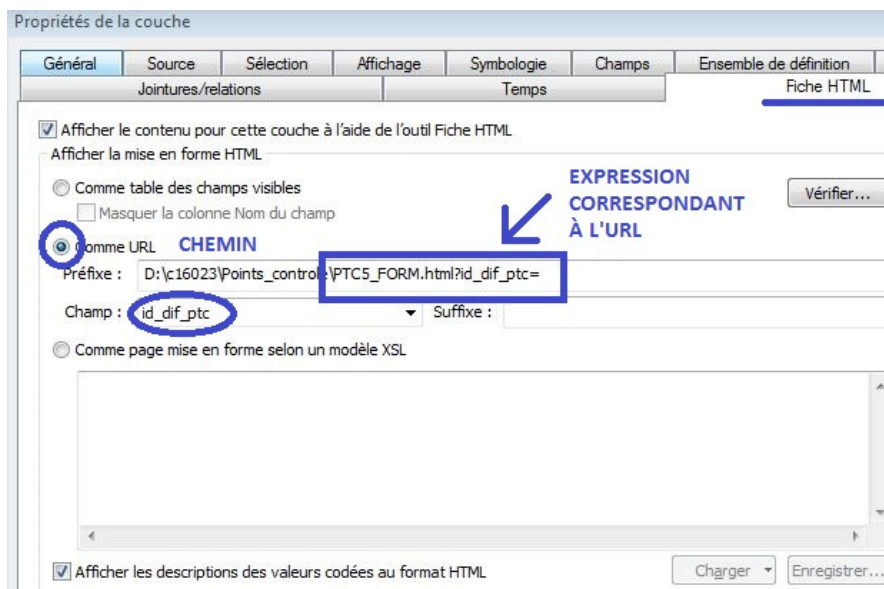 Propriétés de la couche
Général Source Sélection Affichage Symbologie Champs Ensemble de définition
Jointures/relations Temps Fiche HTML
Afficher le contenu pour cette couche à l'aide de l'outil Fiche HTML
Afficher la mise en forme HTML
Comme table des champs visibles
Masquer la colonne Nom du champ
EXPRESSION
CORRESPONDANT
À L'URL
Vérifier...
Comme URL CHEMIN
Préfixe : D:\c16023\Points_controle\PTC5_FORM.html?id_dif_ptc=
Champ : id_dif_ptc Suffixe :
Comme page mise en forme selon un modèle XSL
Afficher les descriptions des valeurs codées au format HTML Charger Enregistrer...